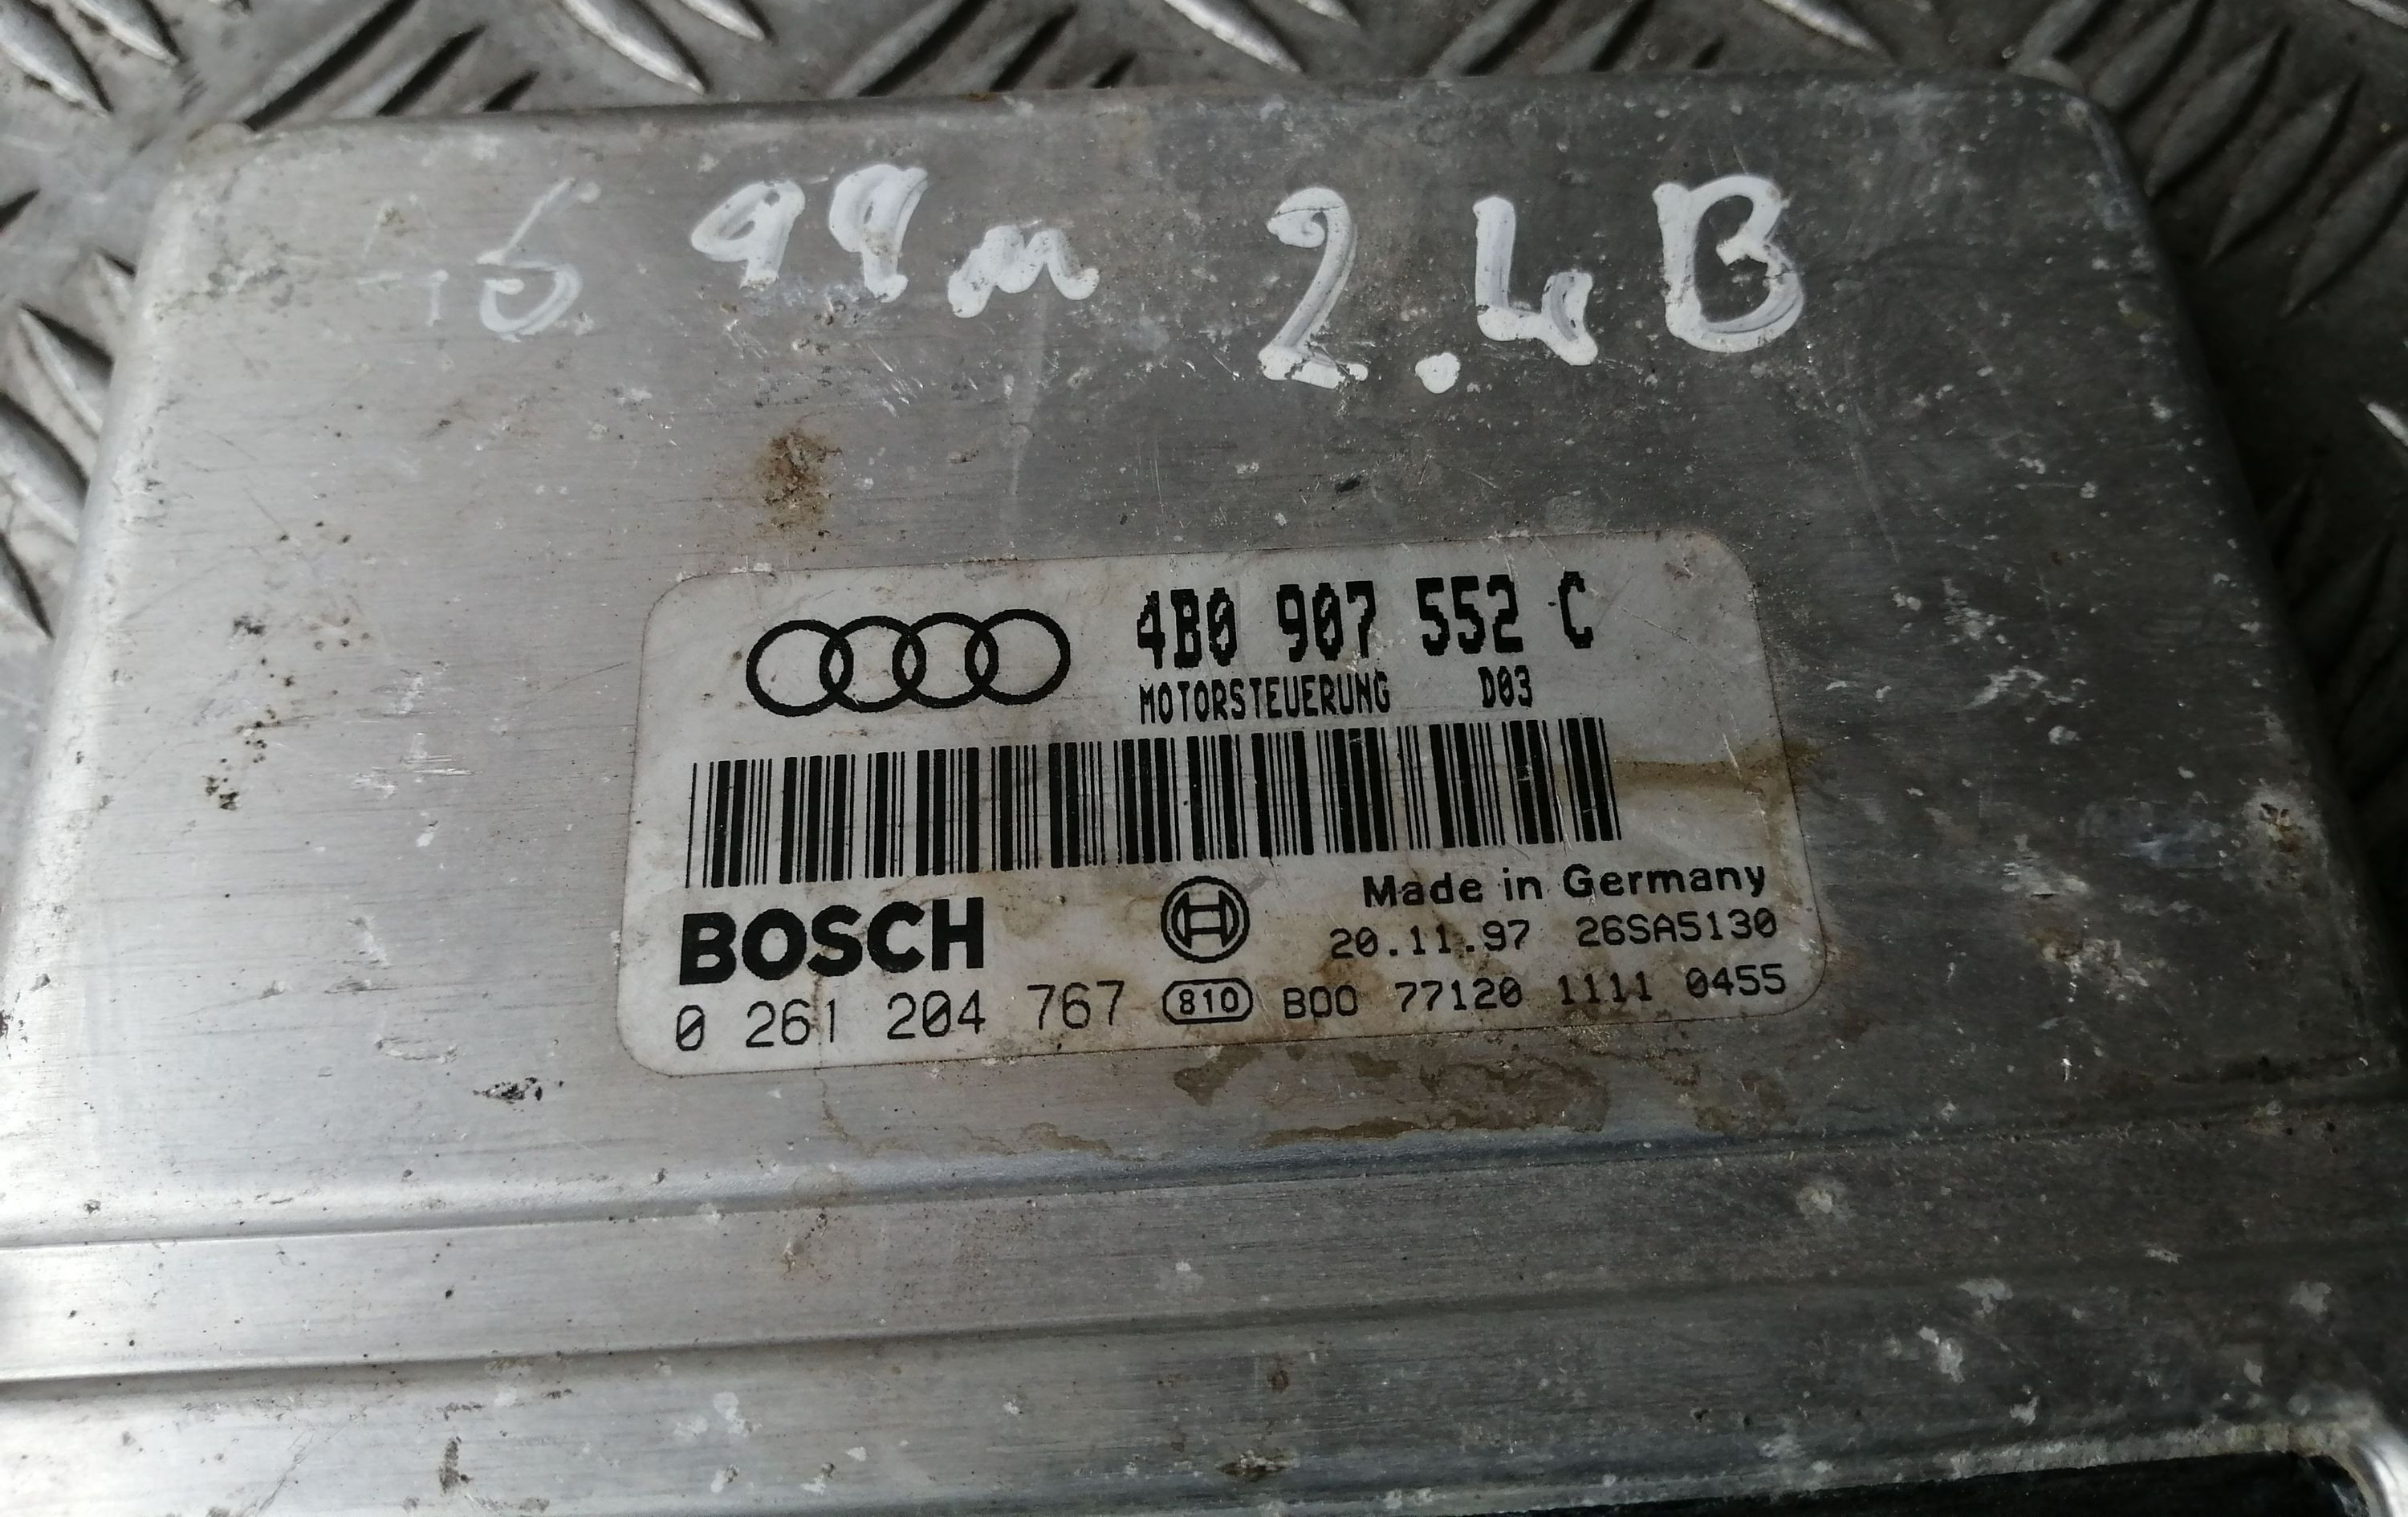 6 99m 2.4B
4B0 907 552 C
MOTORSTEUERUNG D03
Made in Germany
BOSCH 20.11.97 26SA5130
0 261 204 767 810 B00 77120 1111 0455